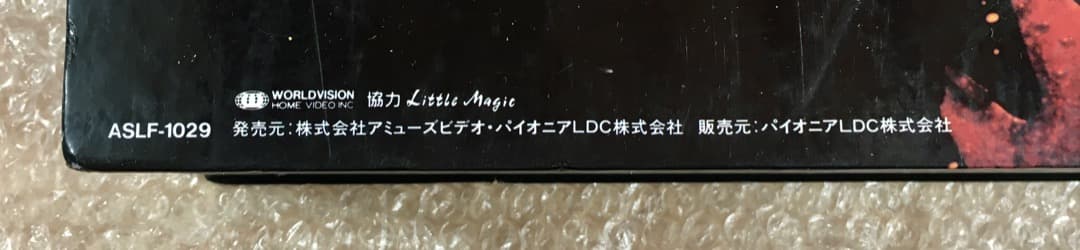 WORLDVISION
HOME VIDEO INC 協力 Little Magic
ASLF-1029 発売元:株式会社アミューズビデオ・パイオニアLDC株式会社 販売元:パイオニアLDC株式会社